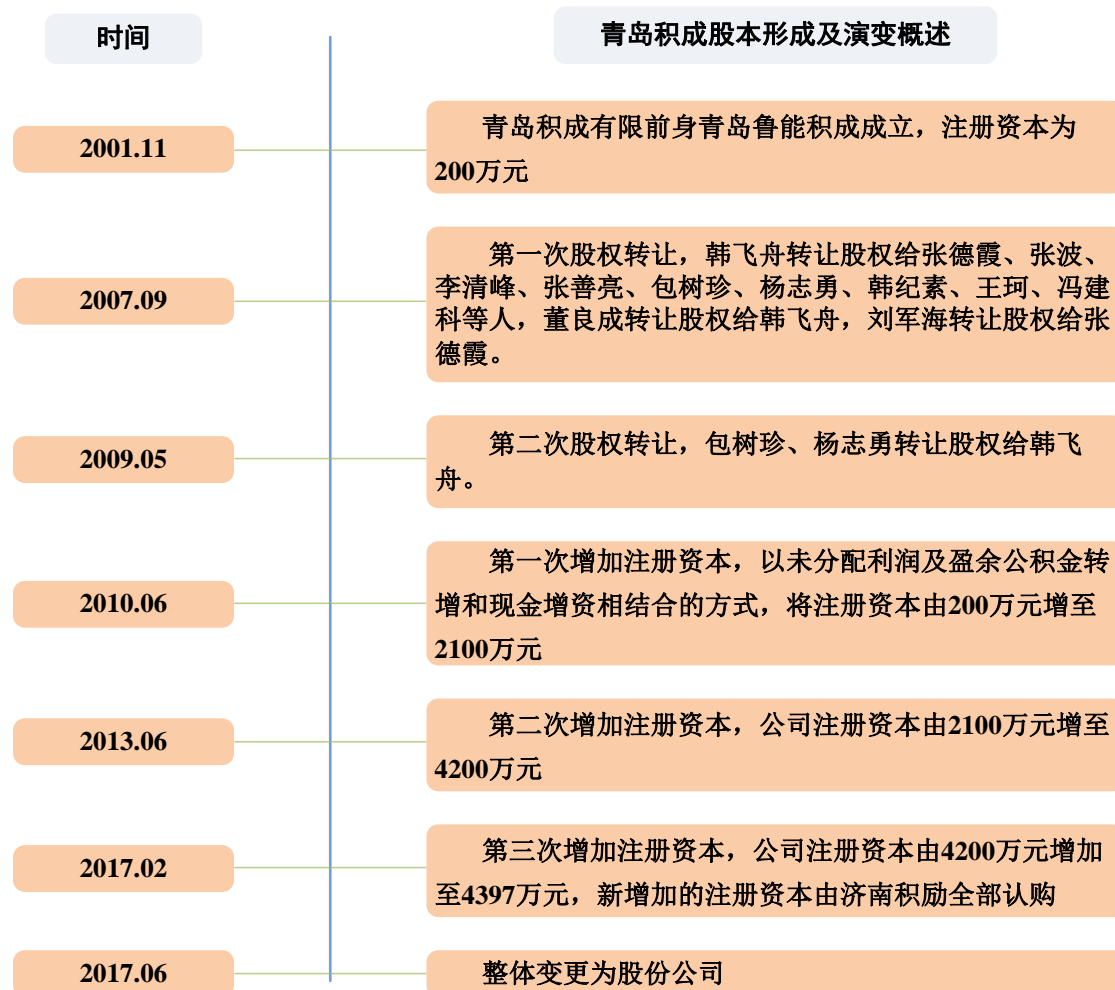 时间
青岛积成股本形成及演变概述
2001.11
青岛积成有限前身青岛鲁能积成成立，注册资本为
200万元
2007.09
第一次股权转让，韩飞舟转让股权给张德霞、张波、
李清峰、张善亮、包树珍、杨志勇、韩纪素、王珂、冯建
科等人，董良成转让股权给韩飞舟，刘军海转让股权给张
德霞。
2009.05
第二次股权转让，包树珍、杨志勇转让股权给韩飞
舟。
2010.06
第一次增加注册资本，以未分配利润及盈余公积金转
增和现金增资相结合的方式，将注册资本由200万元增至
2100万元
2013.06
第二次增加注册资本，公司注册资本由2100万元增至
4200万元
2017.02
第三次增加注册资本，公司注册资本由4200万元增加
至4397万元，新增加的注册资本由济南积励全部认购
2017.06
整体变更为股份公司